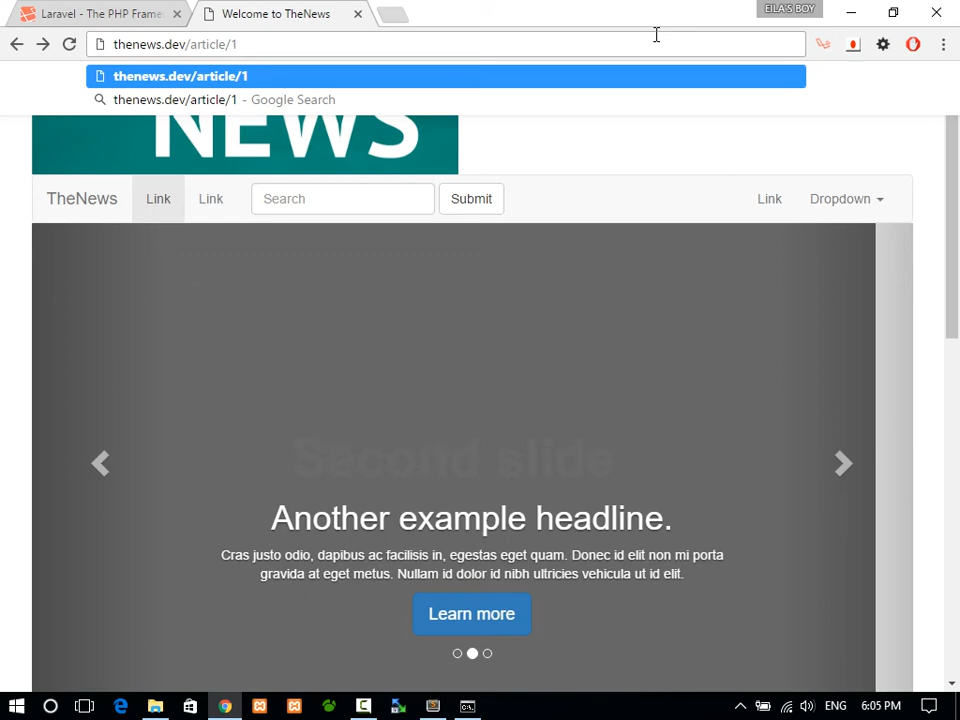 Laravel - The PHP Frame
Welcome to TheNews
EILA'S BOY
thenews.dev/article/1
thenews.dev/article/1
thenews.dev/article/1 - Google Search
NEWS
TheNews Link Link Search Submit Link Dropdown
Second slide
Another example headline.
Cras justo odio, dapibus ac facilisis in, egestas eget quam. Donec id elit non mi porta
gravida at eget metus. Nullam id dolor id nibh ultricies vehicula ut id elit.
Learn more
ENG 6:05 PM